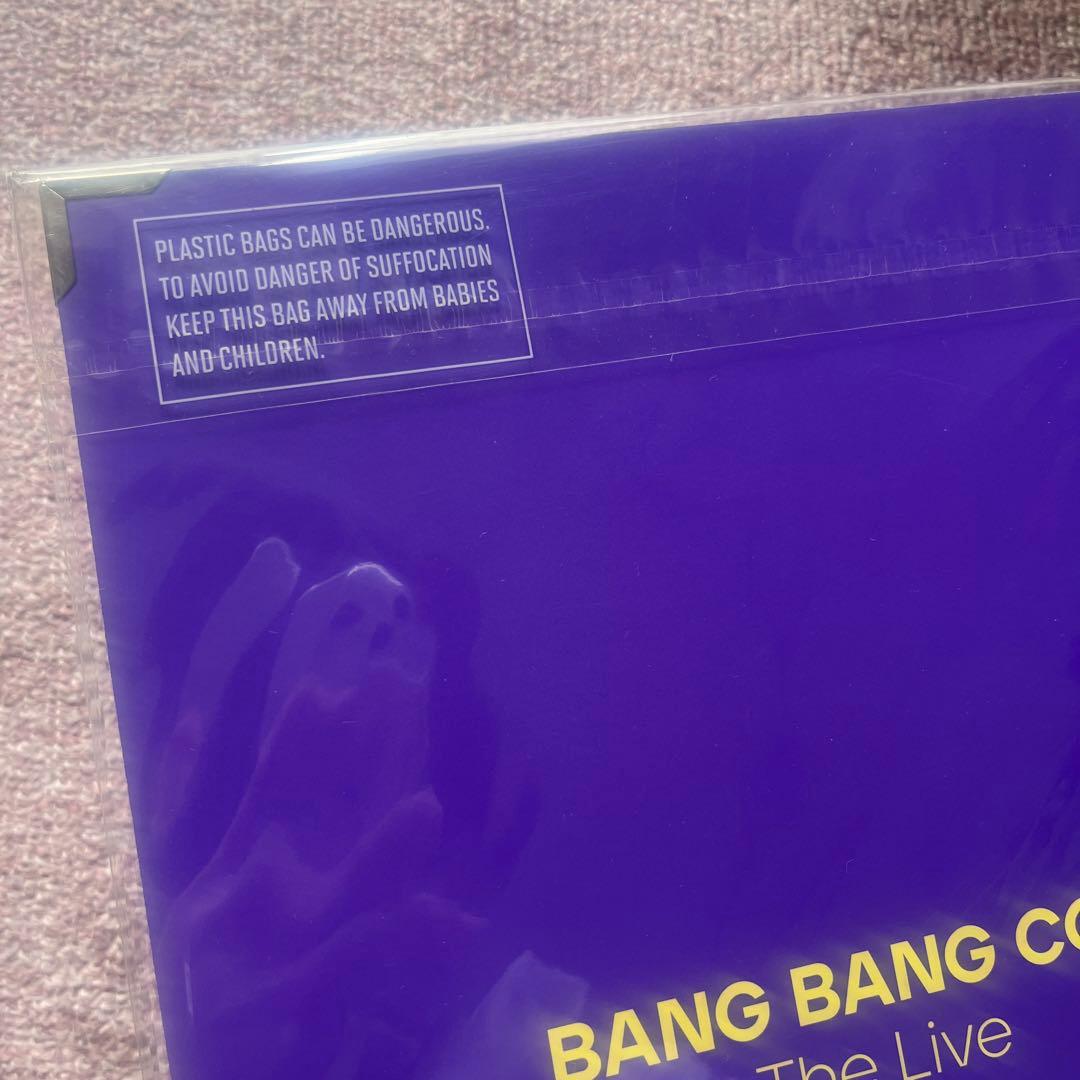 PLASTIC BAGS CAN BE DANGEROUS.
TO AVOID DANGER OF SUFFOCATION
KEEP THIS BAG AWAY FROM BABIES
AND CHILDREN.
BANG BANG CO
The Live